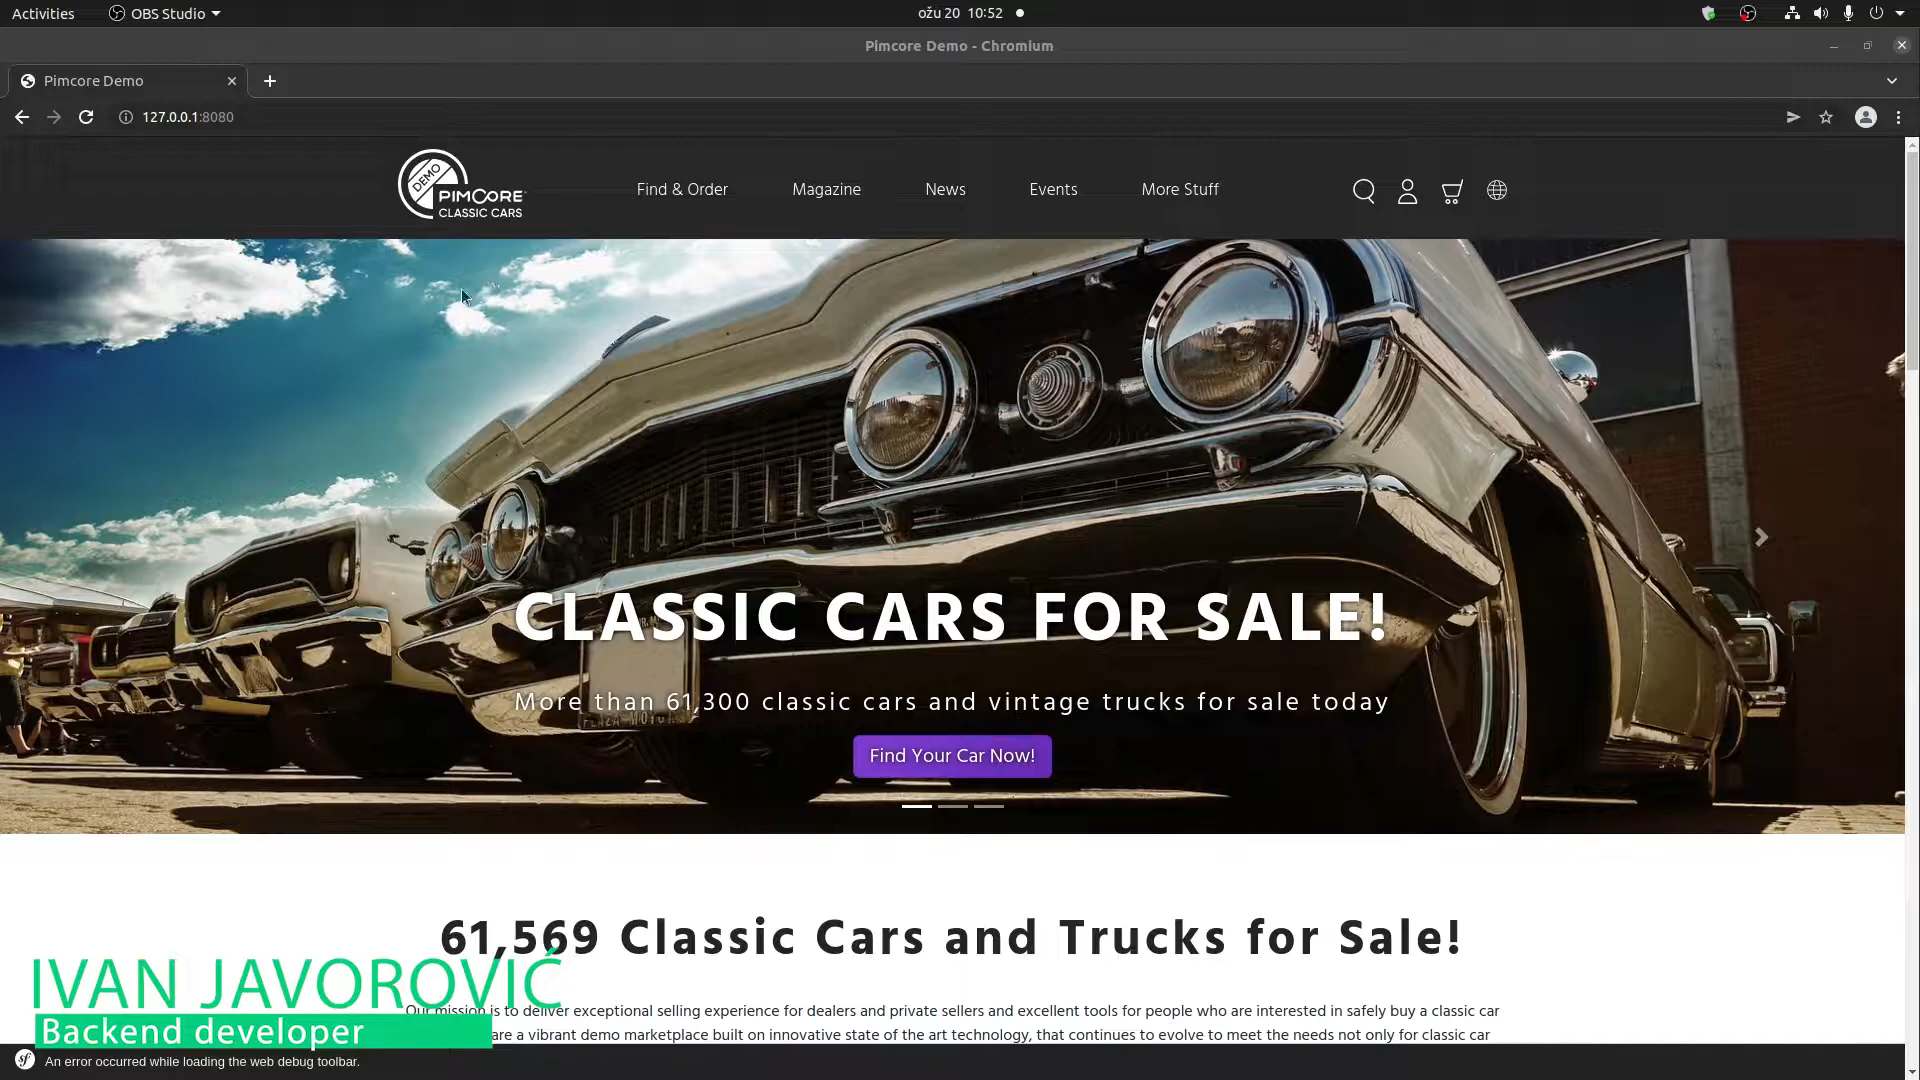 Activities
OBS Studio
ožu 20 10:52
Pimcore Demo - Chromium
Pimcore Demo
127.0.0.1:8080
DEMO
PIMCORE
CLASSIC CARS
Find & Order
Magazine
News
Events
More Stuff
CLASSIC CARS FOR SALE!
More than 61,300 classic cars and vintage trucks for sale today
PLAZA MOTORS
Find Your Car Now!
61,569 Classic Cars and Trucks for Sale!
IVAN JAVOROVIĆ
Our mission is to deliver exceptional selling experience for dealers and private sellers and excellent tools for people who are interested in safely buy a classic car
Backend developer
are a vibrant demo marketplace built on innovative state of the art technology, that continues to evolve to meet the needs not only for classic car
sf
An error occurred while loading the web debug toolbar.